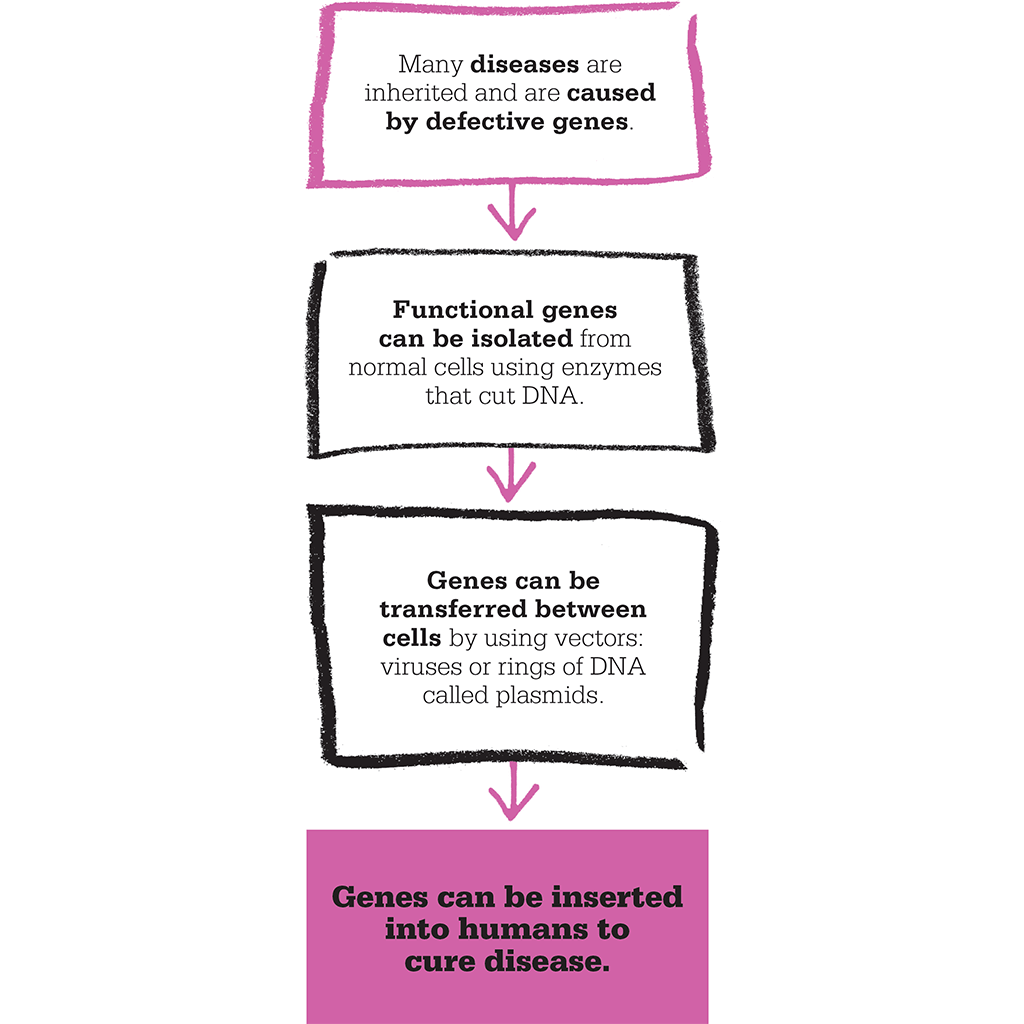 Many diseases are
inherited and are caused
by defective genes.
Functional genes
can be isolated from
normal cells using enzymes
that cut DNA.
Genes can be
transferred between
cells by using vectors:
viruses or rings of DNA
called plasmids.
Genes can be inserted
into humans to
cure disease.